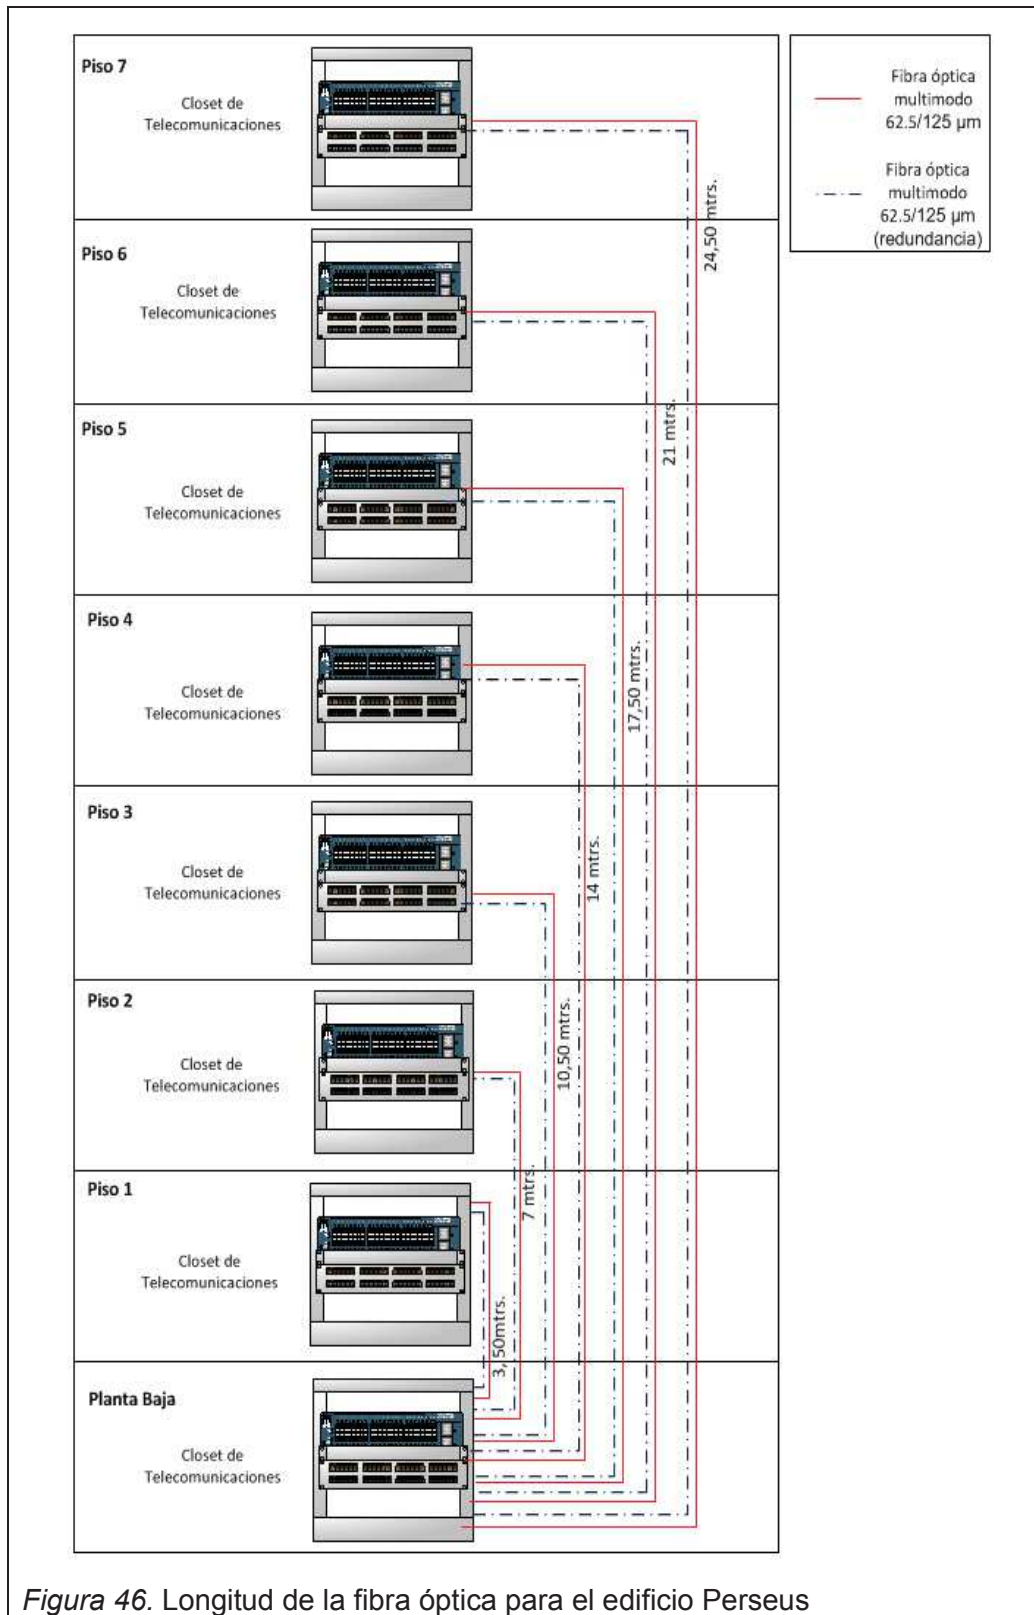 Piso 7
Closet de
Telecomunicaciones
Fibra óptica
multimodo
62.5/125 µm
Fibra óptica
multimodo
62.5/125 µm
(redundancia)
24,50 mtrs.
Piso 6
Closet de
Telecomunicaciones
21 mtrs.
Piso 5
Closet de
Telecomunicaciones
17,50 mtrs.
Piso 4
Closet de
Telecomunicaciones
14 mtrs.
Piso 3
Closet de
Telecomunicaciones
10,50 mtrs.
Piso 2
Closet de
Telecomunicaciones
7 mtrs.
Piso 1
Closet de
Telecomunicaciones
3,50mtrs.
Planta Baja
Closet de
Telecomunicaciones
Figura 46. Longitud de la fibra óptica para el edificio Perseus